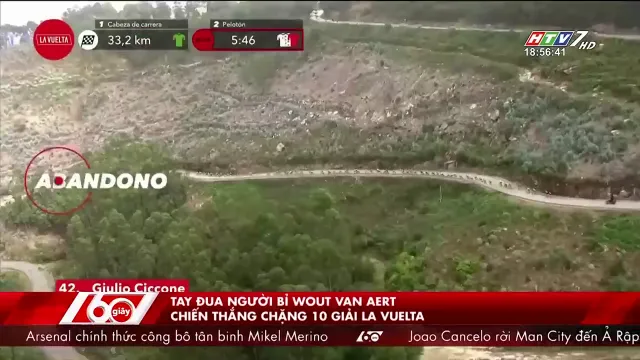 LA VUELTA
1 Cabeza de carrera
33,2 km
2 Pelotón
5:46
HTV7 HD
18:56:41
ABANDONO
42. Giulio Ciccone
60 giây
TAY ĐUA NGƯỜI BỈ WOUT VAN AERT
CHIẾN THẮNG CHẶNG 10 GIẢI LA VUELTA
Arsenal chính thức công bố tân binh Mikel Merino 60 giây Joao Cancelo rời Man City đến Ả Rập